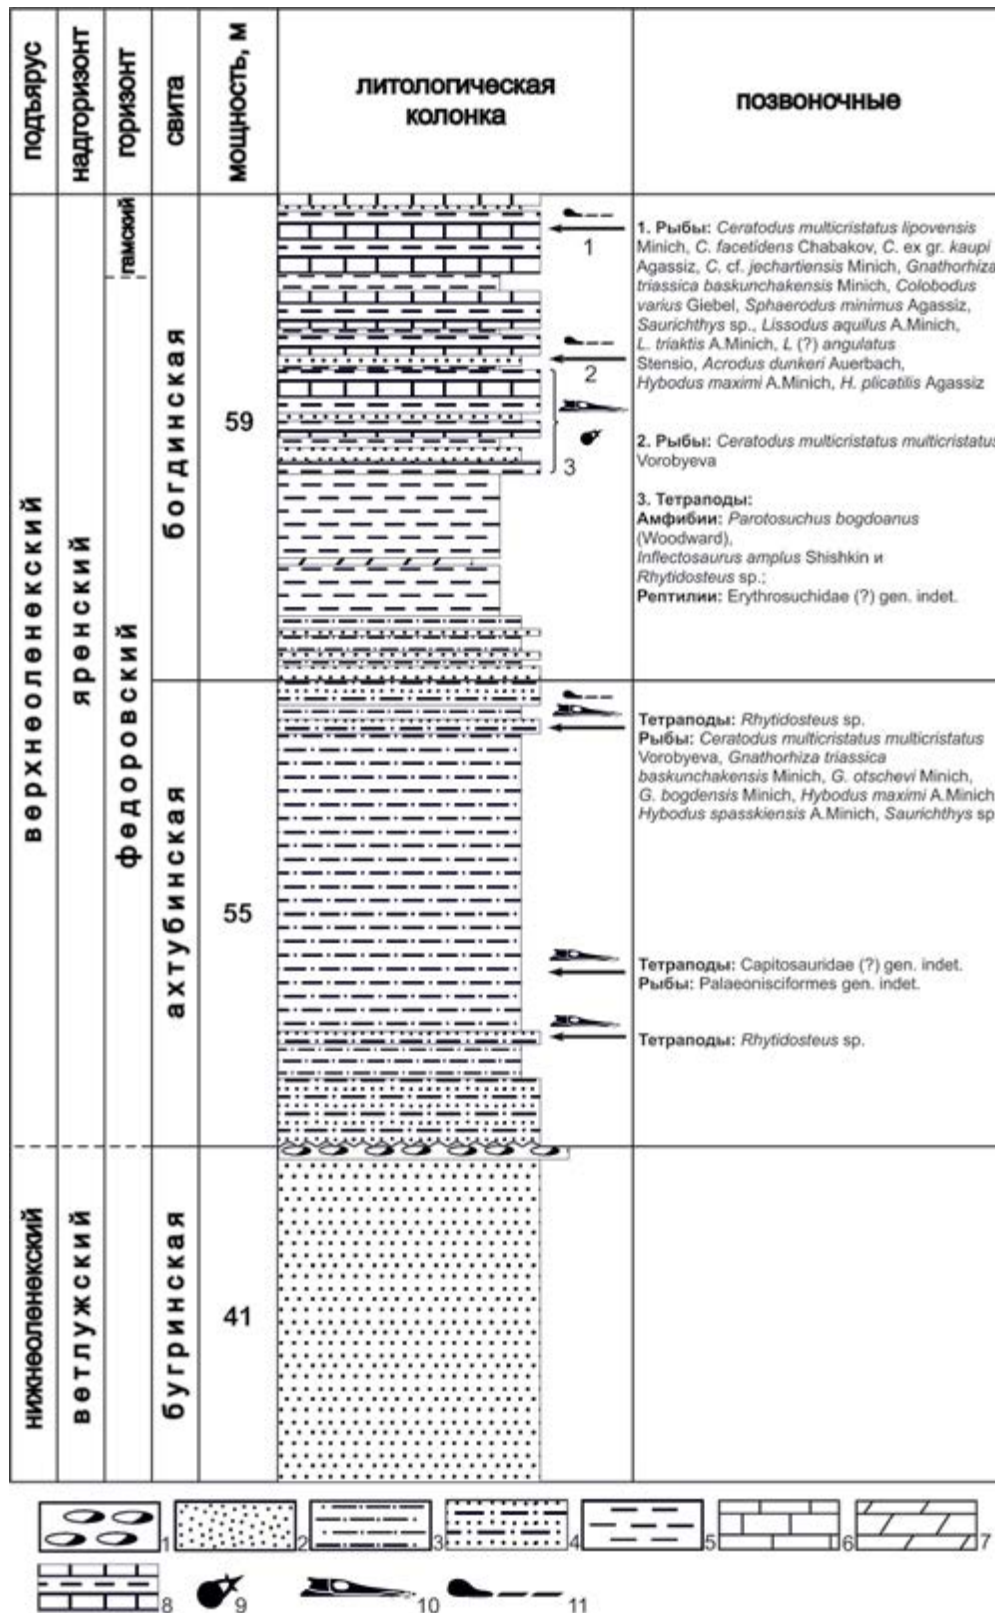 подъярус
надгоризонт
горизонт
свита
мощность, м
литологическая
колонка
позвоночные
верхнеоленекский
яренский
гамский
федоровский
богдинская
59
1
2
3
1. Рыбы: Ceratodus multicristatus lipovensis
Minich, C. facetidens Chabakov, C. ex gr. kaupi
Agassiz, C. cf. jechartiensis Minich, Gnathorhiza
triassica baskunchakensis Minich, Colobodus
varius Giebel, Sphaerodus minimus Agassiz,
Saurichthys sp., Lissodus aquilus A.Minich,
L. triaktis A.Minich, L (?) angulatus
Stensio, Acrodus dunkeri Auerbach,
Hybodus maximi A.Minich, H. plicatilis Agassiz
2. Рыбы: Ceratodus multicristatus multicristatus
Vorobyeva
3. Тетраподы:
Амфибии: Parotosuchus bogdoanus
(Woodward),
Inflectosaurus amplus Shishkin и
Rhytidosteus sp.;
Рептилии: Erythrosuchidae (?) gen. indet.
ахтубинская
55
Тетраподы: Rhytidosteus sp.
Рыбы: Ceratodus multicristatus multicristatus
Vorobyeva, Gnathorhiza triassica
baskunchakensis Minich, G. otschevi Minich,
G. bogdensis Minich, Hybodus maximi A.Minich
Hybodus spasskiensis A.Minich, Saurichthys sp
Тетраподы: Capitosauridae (?) gen. indet.
Рыбы: Palaeonisciformes gen. indet.
Тетраподы: Rhytidosteus sp.
нижнеоленекский
ветлужский
бугринская
41
1 2 3 4 5 6 7
8 9 10 11